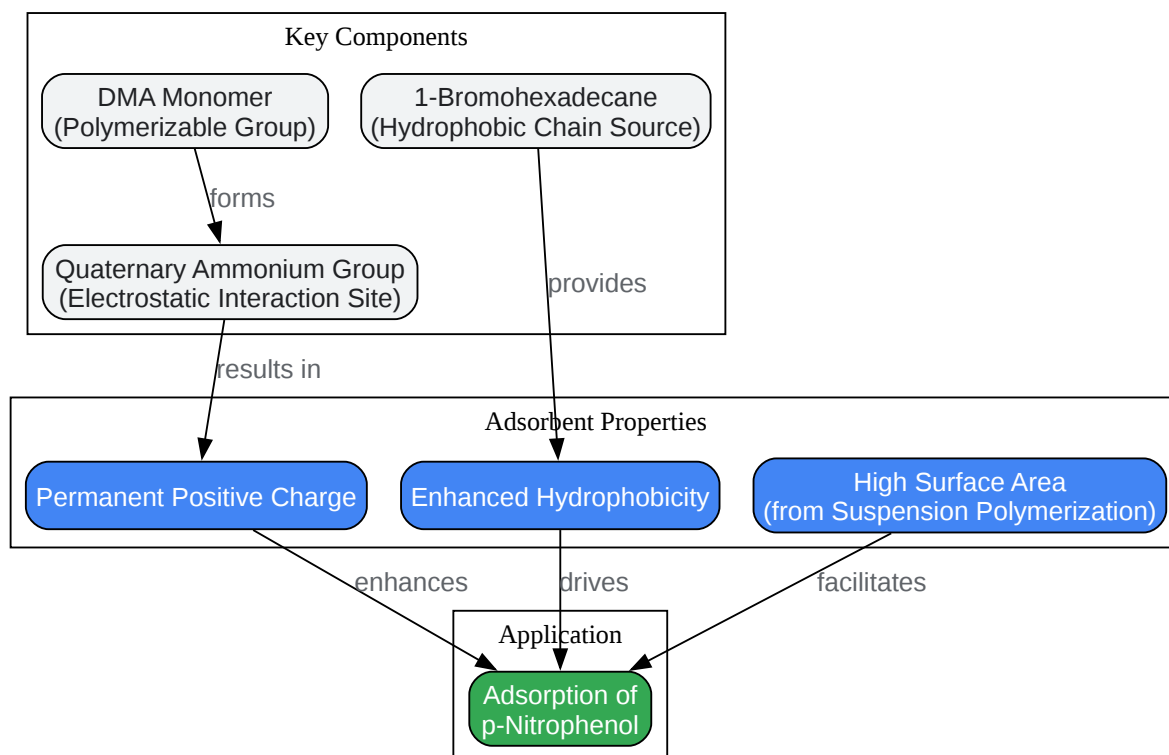 Key Components
DMA Monomer
(Polymerizable Group)
1-Bromohexadecane
(Hydrophobic Chain Source)
forms
Quaternary Ammonium Group
(Electrostatic Interaction Site)
provides
results in
Adsorbent Properties
Permanent Positive Charge
Enhanced Hydrophobicity
High Surface Area
(from Suspension Polymerization)
enhances
drives
facilitates
Application
Adsorption of
p-Nitrophenol